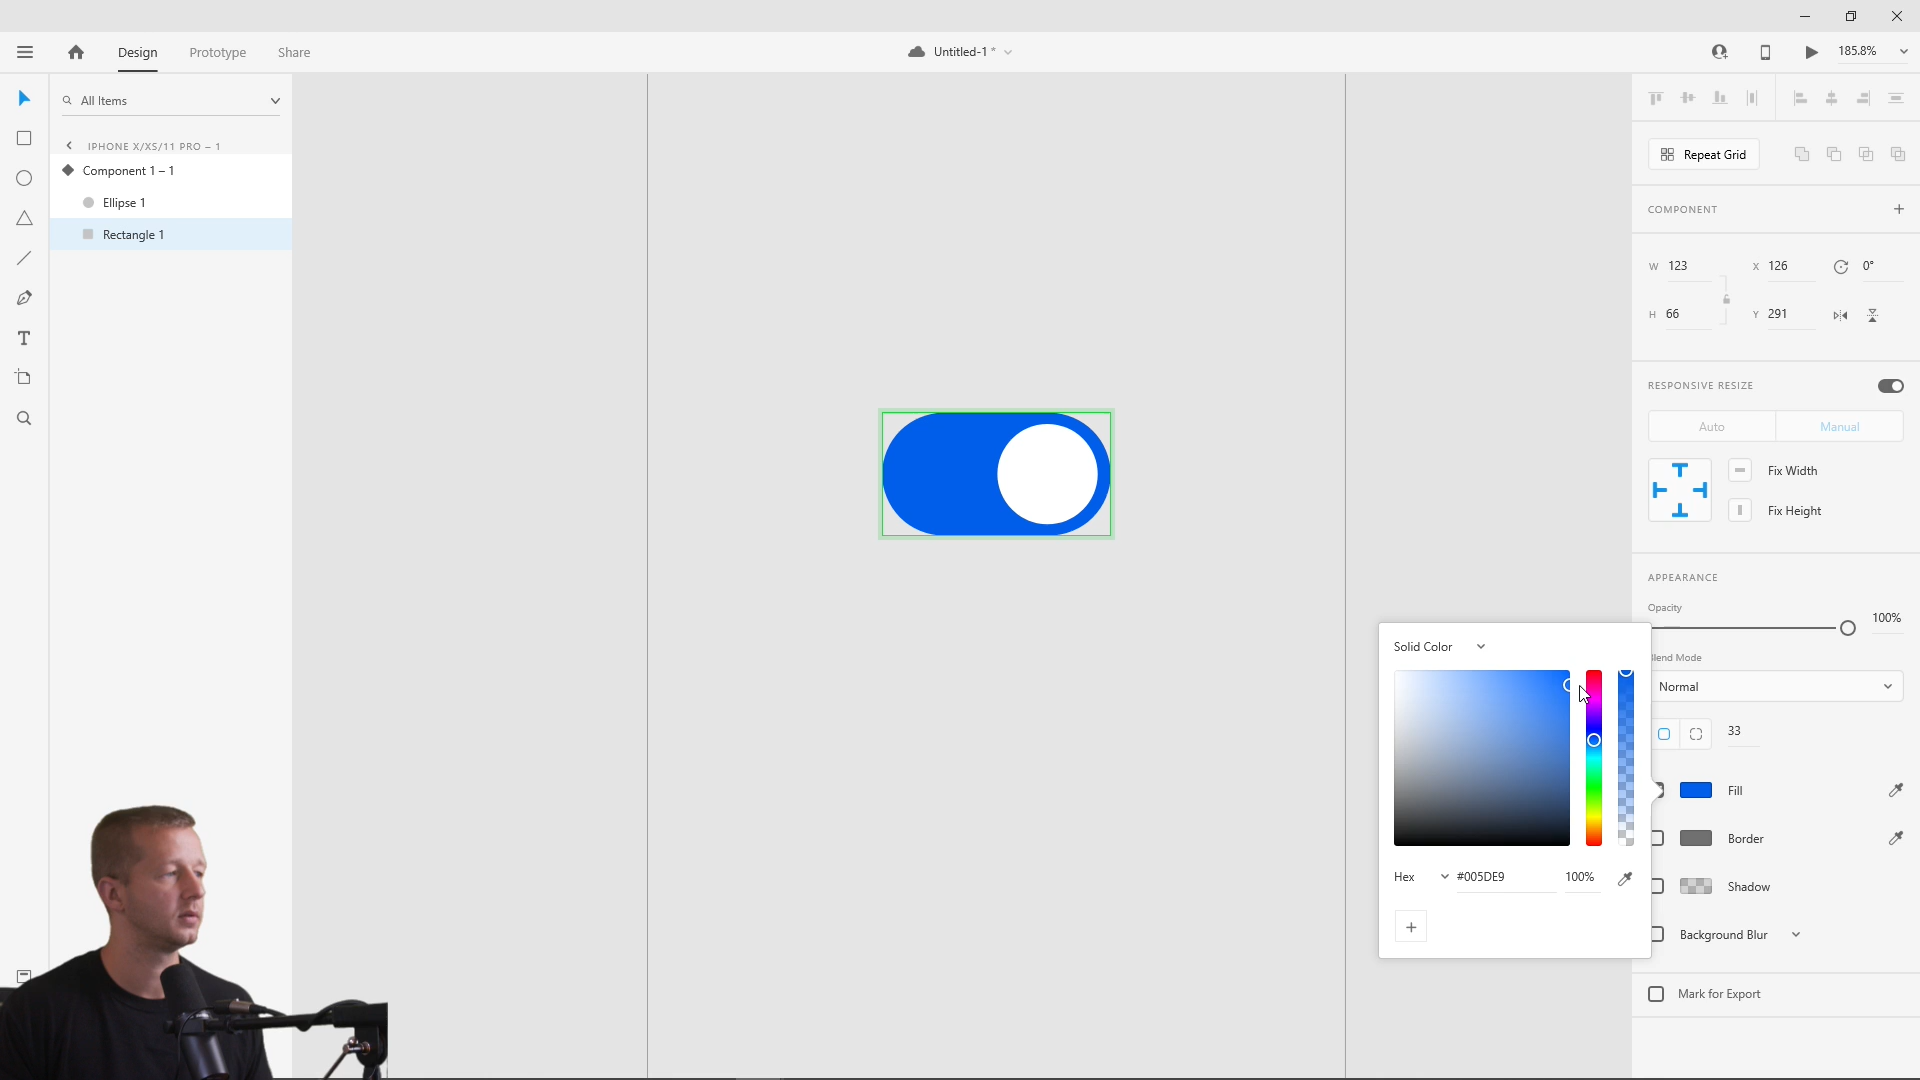 Design
Prototype
Share
Untitled-1 *
185.8%
All Items
IPHONE X/XS/11 PRO – 1
Component 1 – 1
Ellipse 1
Rectangle 1
Repeat Grid
COMPONENT
W 123
X 126
0°
H 66
Y 291
RESPONSIVE RESIZE
Auto
Manual
Fix Width
Fix Height
APPEARANCE
Opacity
100%
Blend Mode
Normal
33
Fill
Border
Shadow
Background Blur
Mark for Export
Solid Color
Hex
#005DE9
100%